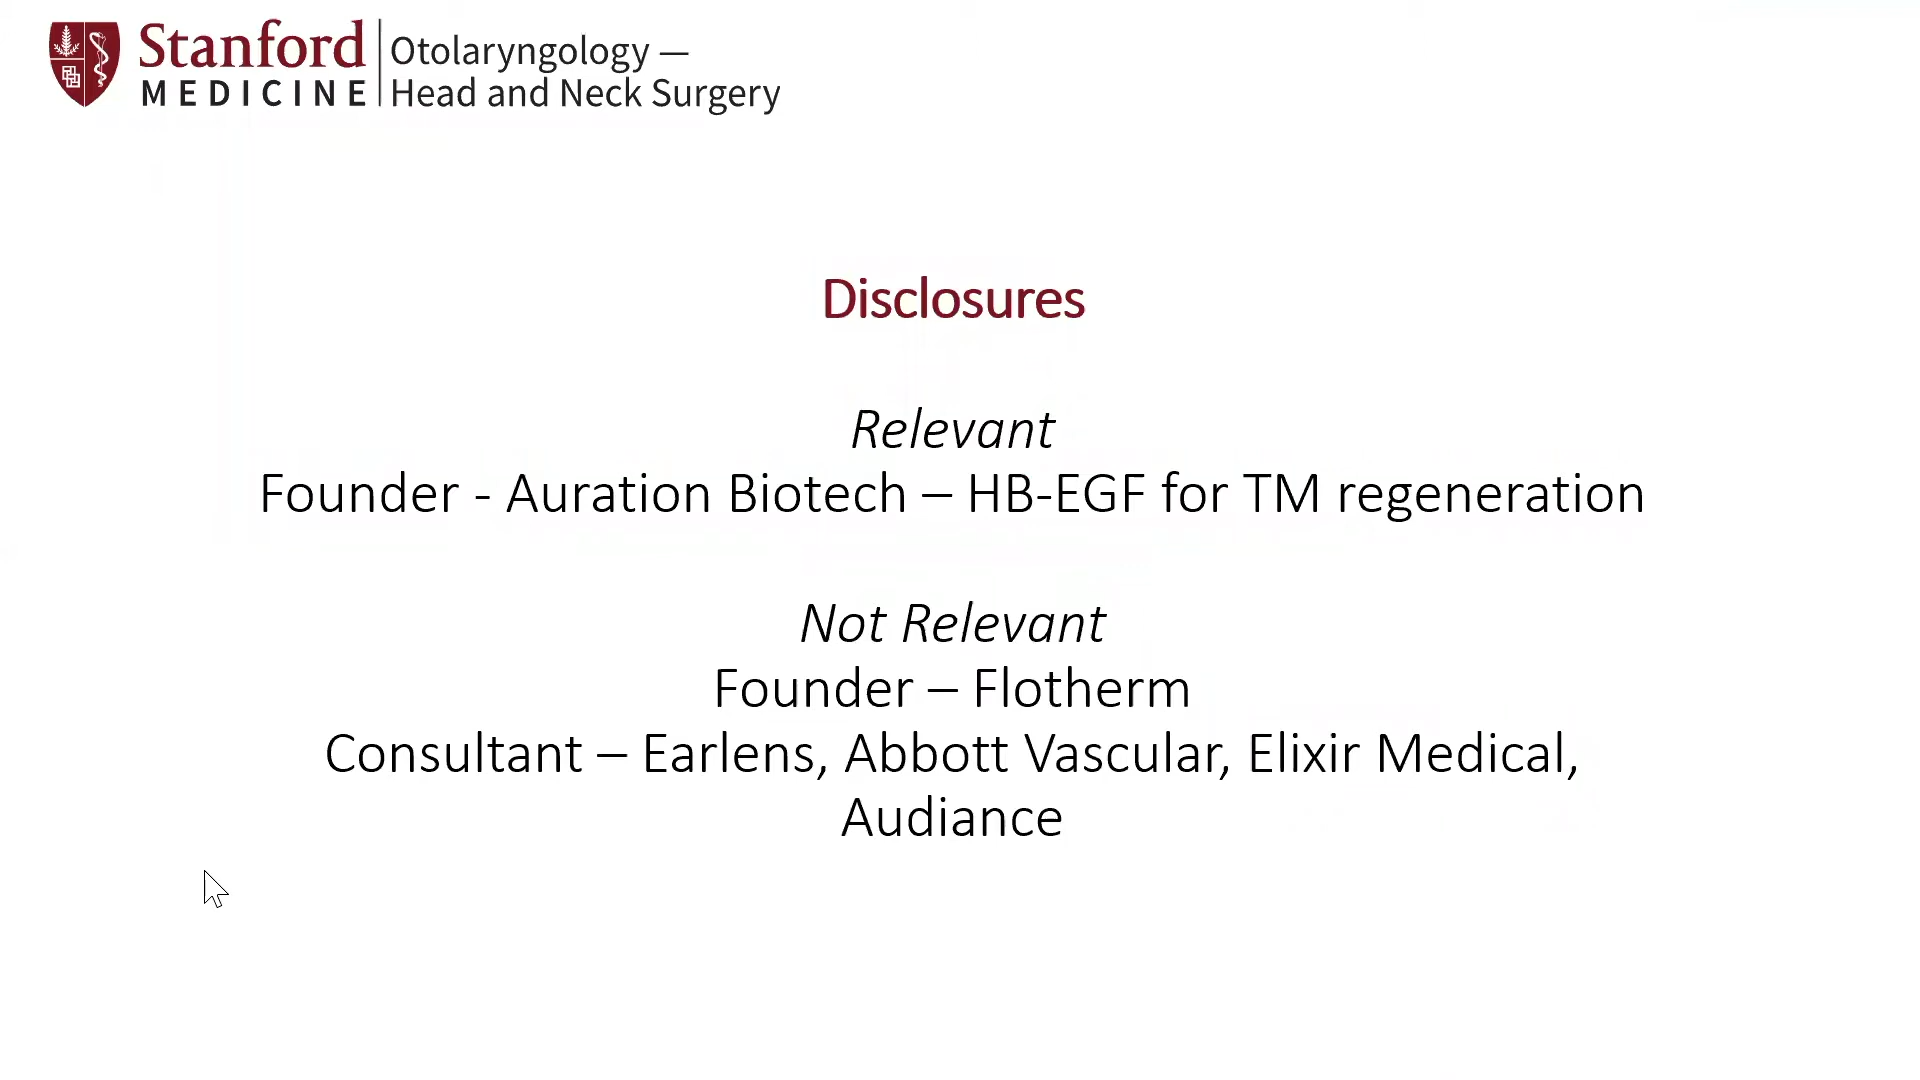 Stanford
MEDICINE
Otolaryngology —
Head and Neck Surgery
Disclosures
Relevant
Founder - Auration Biotech – HB-EGF for TM regeneration
Not Relevant
Founder – Flotherm
Consultant – Earlens, Abbott Vascular, Elixir Medical,
Audiance